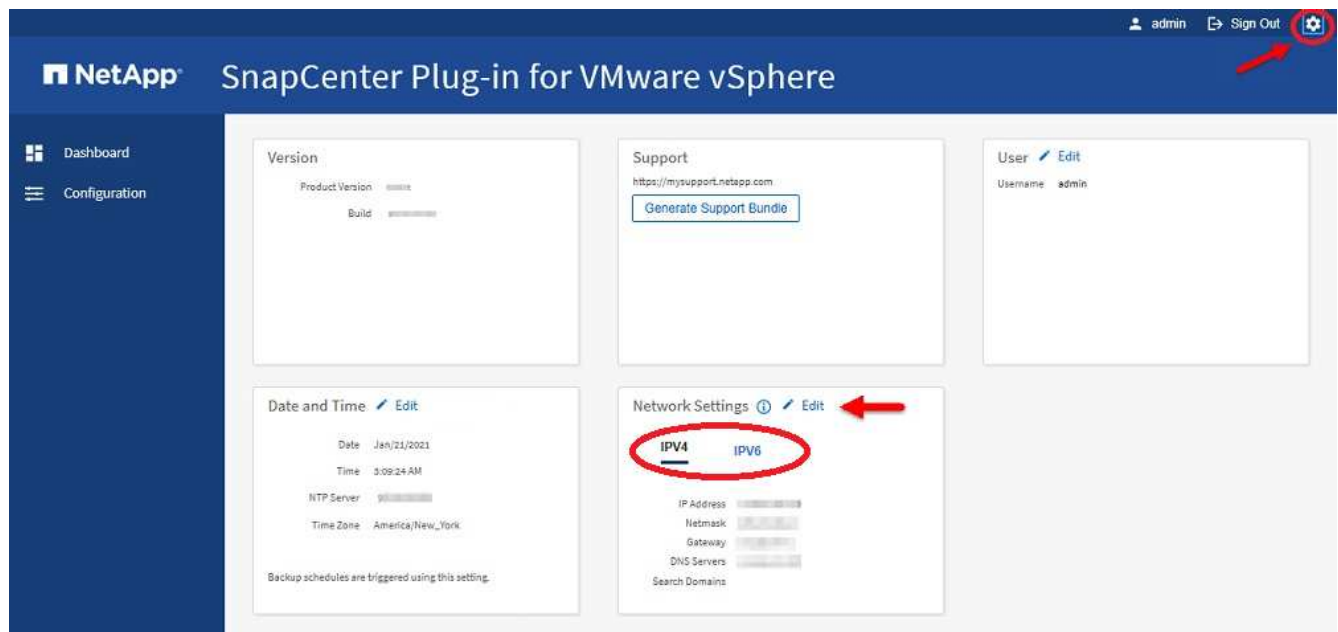 admin Sign Out
NetApp SnapCenter Plug-in for VMware vSphere
Dashboard
Configuration
Version
Product Version
Build
Support
https://mysupport.netapp.com
Generate Support Bundle
User Edit
Username admin
Date and Time Edit
Date Jan/21/2021
Time 3:09:24 AM
NTP Server
Time Zone America/New_York
Backup schedules are triggered using this setting.
Network Settings Edit
IPV4 IPV6
IP Address
Netmask
Gateway
DNS Servers
Search Domains